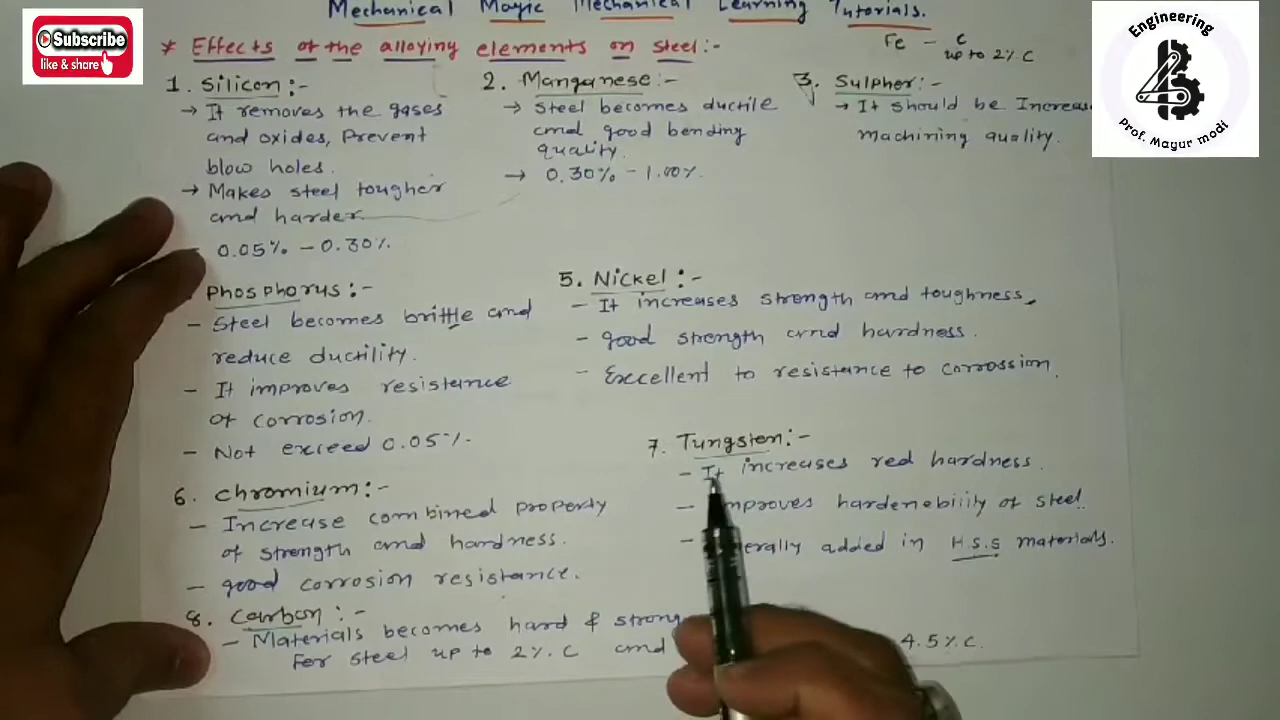 Mechanical Magic Mechanical Learning Tutorials.
Subscribe
like & share
Engineering
Prof. Mayur modi
* Effects of the alloying elements on steel:-
Fe - C
up to 2% C
1. Silicon:-
→ It removes the gases
and oxides, Prevent
blow holes.
→ Makes steel tougher
and harder
0.05% - 0.30%
2. Manganese:-
→ Steel becomes ductile
and good bending
quality.
→ 0.30% - 1.00%
3. Sulpher:-
→ It should be Increase
machining quality.
Phosphorus:-
- Steel becomes brittle and
reduce ductility.
- It improves resistance
of corrosion.
- Not exceed 0.05%
5. Nickel:-
- It increases strength and toughness
- good strength and hardness.
- Excellent to resistance to corrossion.
6. Chromium:-
- Increase combined property
of strength and hardness.
- good corrosion resistance.
7. Tungsten:-
- It increases red hardness.
- mproves hardenebiliiy of steel.
- erally added in H.S.S materials.
8. Carbon:-
- Materials becomes hard & strong
For steel up to 2% C and 4.5% C.